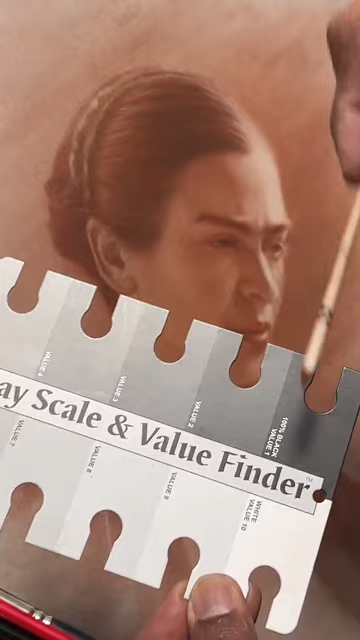 VALUE 4
VALUE 3
VALUE 2
100% BLACK
VALUE 1
ay Scale & Value Finder™
VALUE 7
VALUE 8
VALUE 9
WHITE
VALUE 10